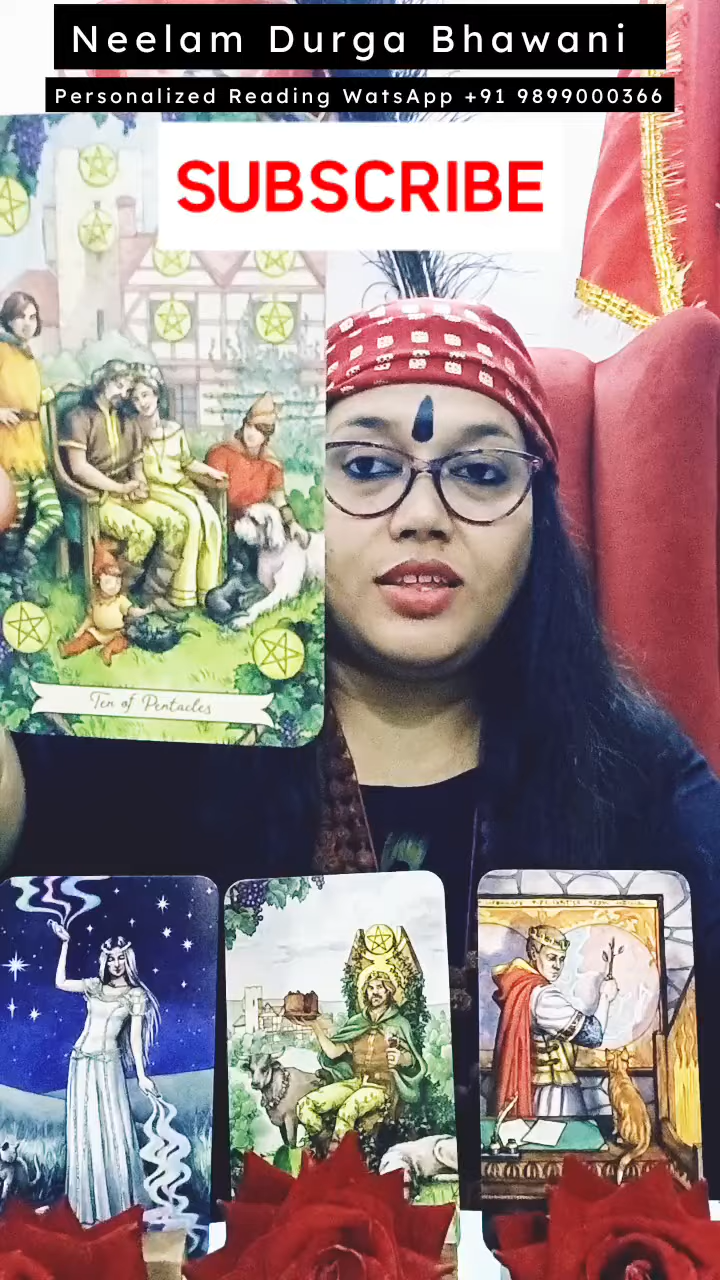 Neelam Durga Bhawani
Personalized Reading WatsApp +91 9899000366
SUBSCRIBE
Ten of Pentacles